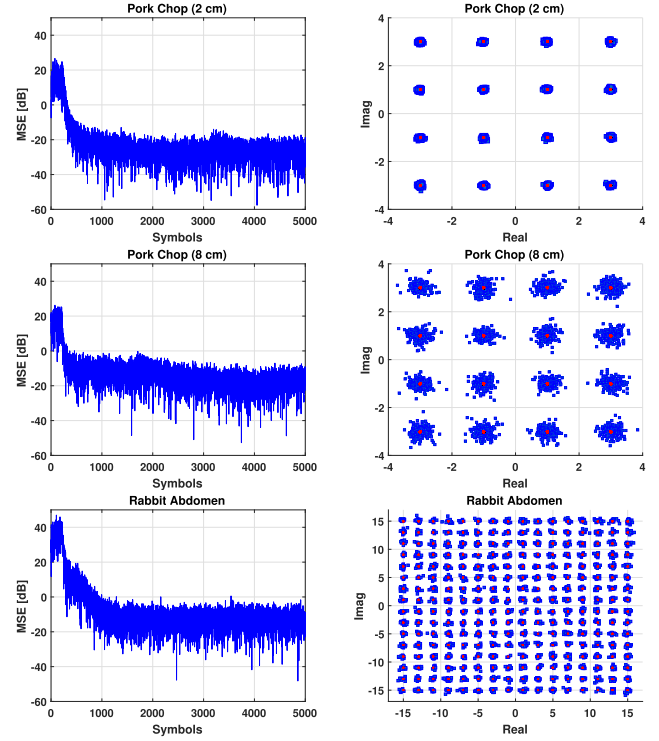 Pork Chop (2 cm)
MSE [dB]
40
20
0
-20
-40
-60
0 1000 2000 3000 4000 5000
Symbols
Pork Chop (2 cm)
Imag
4
2
0
-2
-4
-4 -2 0 2 4
Real
Pork Chop (8 cm)
MSE [dB]
40
20
0
-20
-40
-60
0 1000 2000 3000 4000 5000
Symbols
Pork Chop (8 cm)
Imag
4
2
0
-2
-4
-4 -2 0 2 4
Real
Rabbit Abdomen
MSE [dB]
40
20
0
-20
-40
-60
0 1000 2000 3000 4000 5000
Symbols
Rabbit Abdomen
Imag
15
10
5
0
-5
-10
-15
-15 -10 -5 0 5 10 15
Real